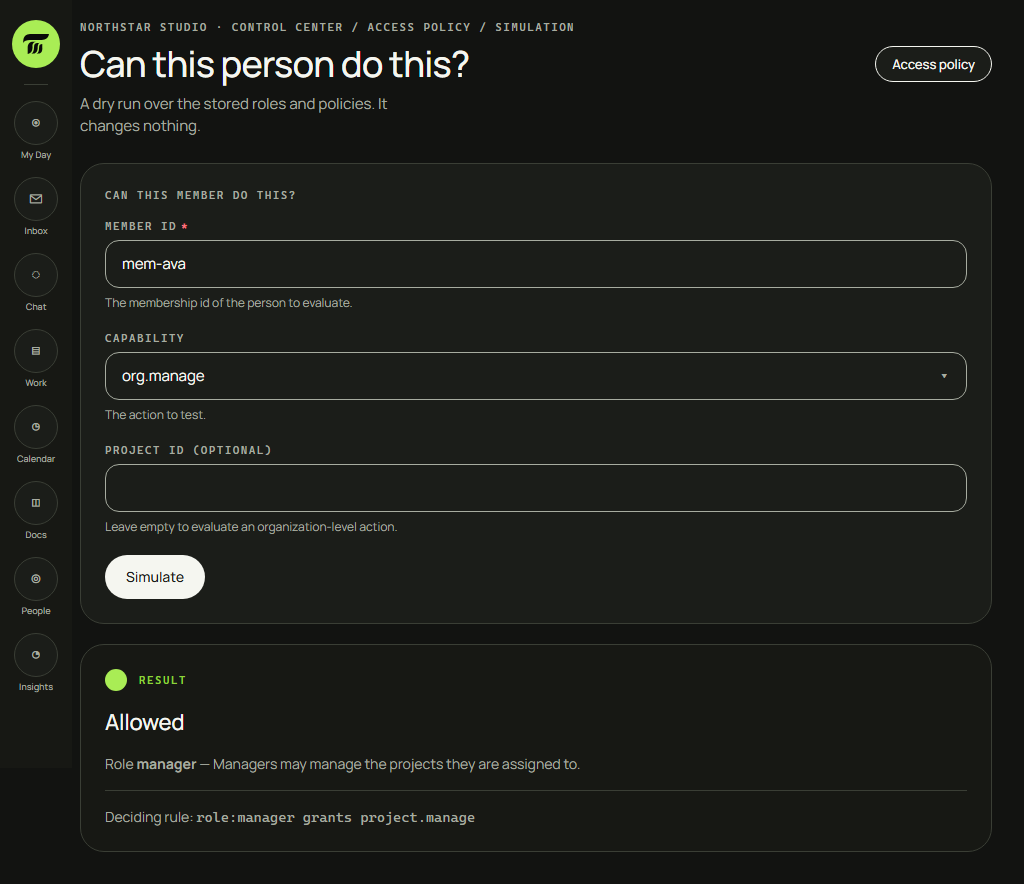 NORTHSTAR STUDIO · CONTROL CENTER / ACCESS POLICY / SIMULATION
Can this person do this?
Access policy
A dry run over the stored roles and policies. It
changes nothing.
My Day
Inbox
Chat
Work
Calendar
Docs
People
Insights
CAN THIS MEMBER DO THIS?
MEMBER ID *
mem-ava
The membership id of the person to evaluate.
CAPABILITY
org.manage
The action to test.
PROJECT ID (OPTIONAL)
Leave empty to evaluate an organization-level action.
Simulate
RESULT
Allowed
Role manager — Managers may manage the projects they are assigned to.
Deciding rule: role:manager grants project.manage